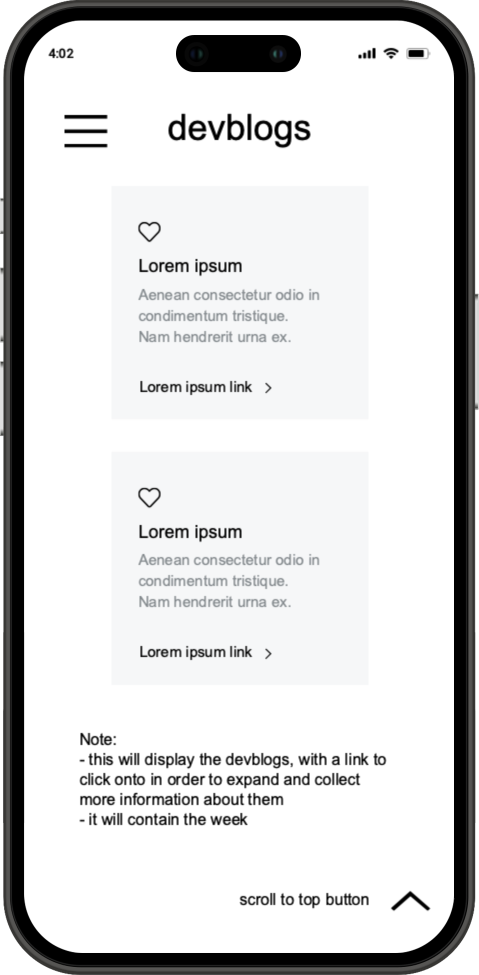 4:02
devblogs
Lorem ipsum
Aenean consectetur odio in
condimentum tristique.
Nam hendrerit urna ex.
Lorem ipsum link
Lorem ipsum
Aenean consectetur odio in
condimentum tristique.
Nam hendrerit urna ex.
Lorem ipsum link
Note:
- this will display the devblogs, with a link to
click onto in order to expand and collect
more information about them
- it will contain the week
scroll to top button